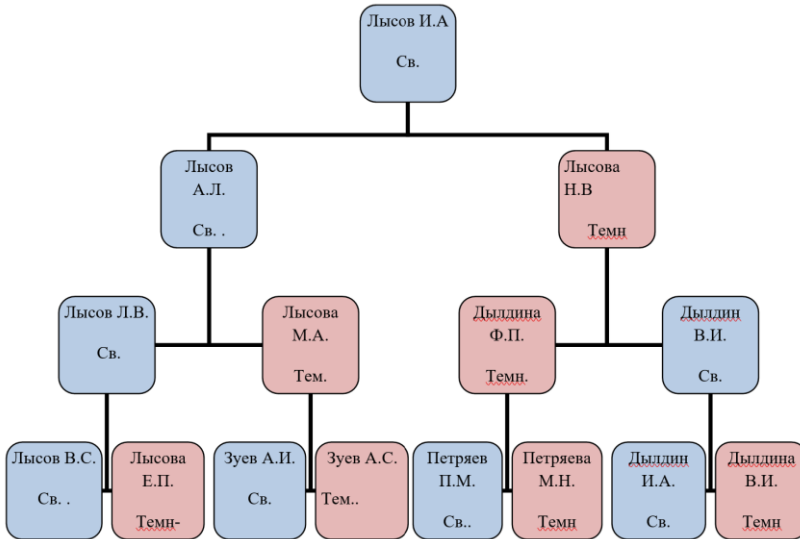 Лысов И.А
Св.
Лысов
А.Л.
Св. .
Лысова
Н.В
Темн
Лысов Л.В.
Св.
Лысова
М.А.
Тем.
Дылдина
Ф.П.
Темн.
Дылдин
В.И.
Св.
Лысов В.С.
Св. .
Лысова
Е.П.
Темн-
Зуев А.И.
Св.
Зуев А.С.
Тем..
Петряев
П.М.
Св..
Петряева
М.Н.
Темн
Дылдин
И.А.
Св.
Дылдина
В.И.
Темн